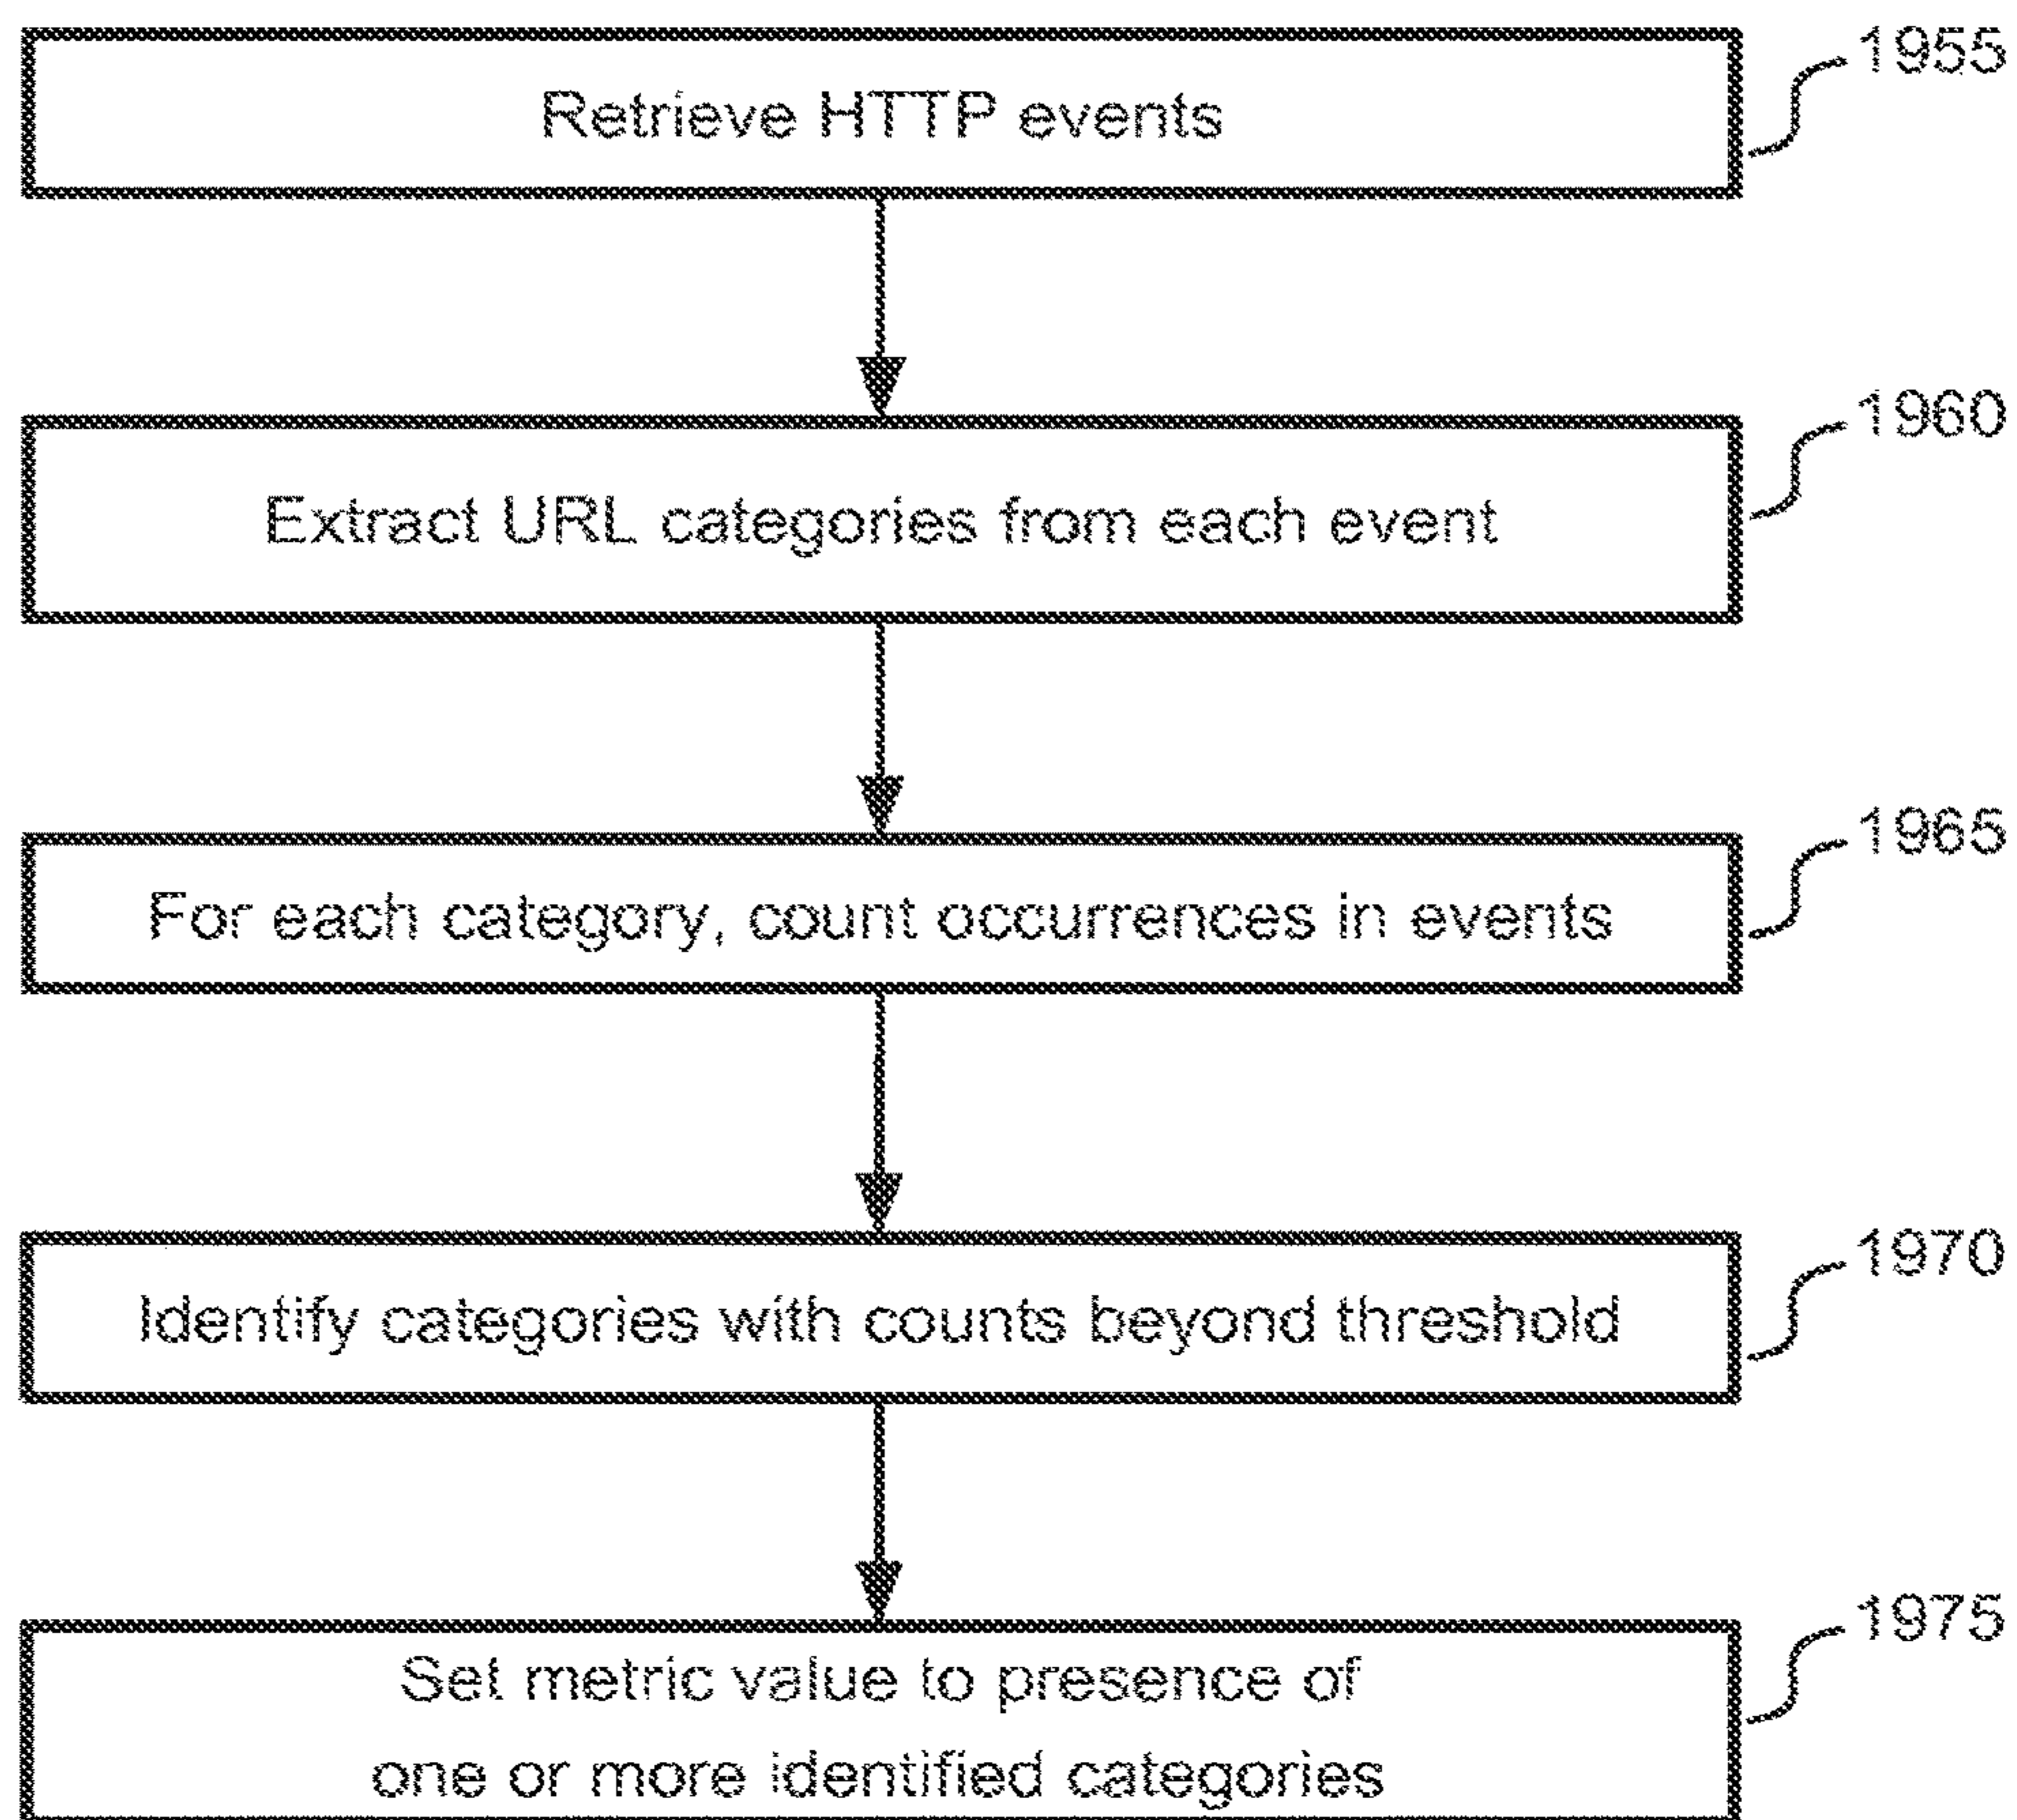 Retrieve HTTP events
1955
Extract URL categories from each event
1960
For each category, count occurrences in events
1965
Identify categories with counts beyond threshold
1970
Set metric value to presence of
one or more identified categories
1975